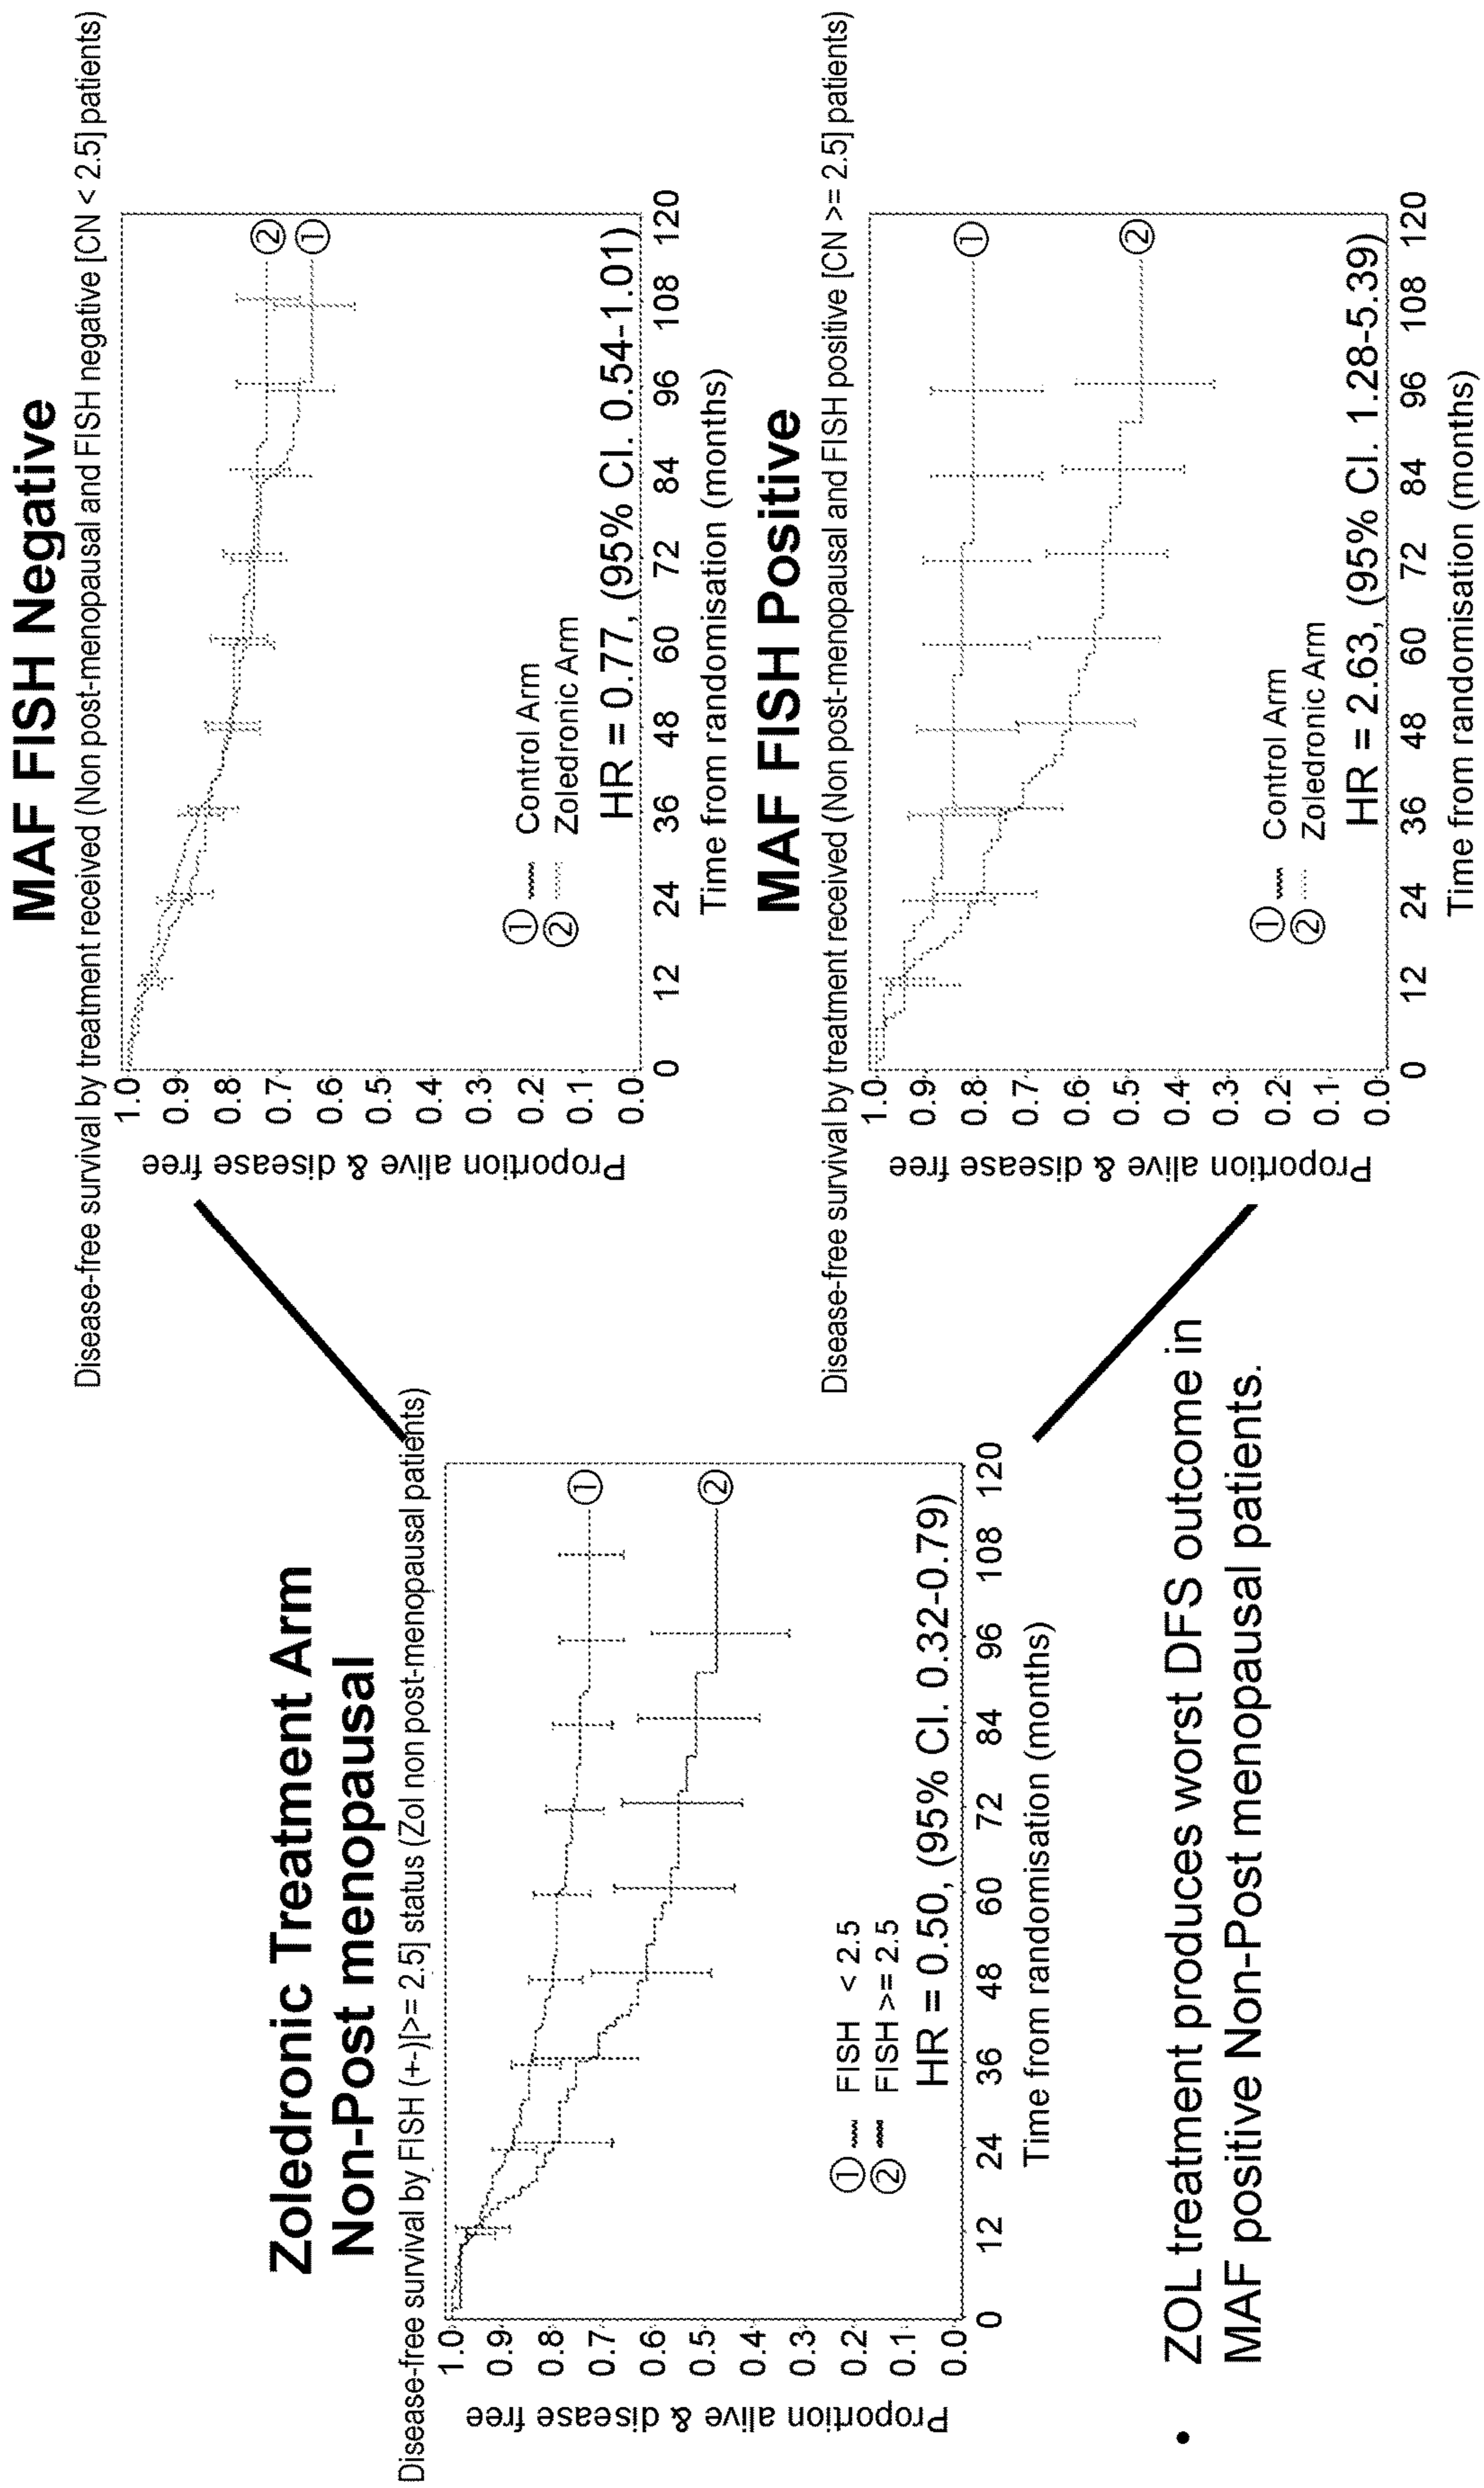 Zoledronic Treatment Arm
Non-Post menopausal
Disease-free survival by FISH (+-)[>= 2.5] status (Zol non post-menopausal patients)
Proportion alive & disease free
1.0
0.9
0.8
0.7
0.6
0.5
0.4
0.3
0.2
0.1
0.0
①
②
① FISH < 2.5
② FISH >= 2.5
HR = 0.50, (95% CI. 0.32-0.79)
0 12 24 36 48 60 72 84 96 108 120
Time from randomisation (months)
• ZOL treatment produces worst DFS outcome in
MAF positive Non-Post menopausal patients.
MAF FISH Negative
Disease-free survival by treatment received (Non post-menopausal and FISH negative [CN < 2.5] patients)
Proportion alive & disease free
1.0
0.9
0.8
0.7
0.6
0.5
0.4
0.3
0.2
0.1
0.0
②
①
① Control Arm
② Zoledronic Arm
HR = 0.77, (95% CI. 0.54-1.01)
0 12 24 36 48 60 72 84 96 108 120
Time from randomisation (months)
MAF FISH Positive
Disease-free survival by treatment received (Non post-menopausal and FISH positive [CN >= 2.5] patients)
Proportion alive & disease free
1.0
0.9
0.8
0.7
0.6
0.5
0.4
0.3
0.2
0.1
0.0
①
②
① Control Arm
② Zoledronic Arm
HR = 2.63, (95% CI. 1.28-5.39)
0 12 24 36 48 60 72 84 96 108 120
Time from randomisation (months)